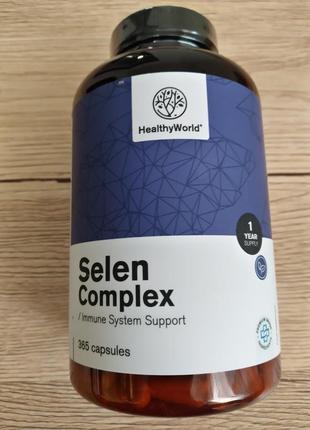 HealthyWorld®
1
YEAR
SUPPLY
Selen
Complex
/ Immune System Support
365 capsules